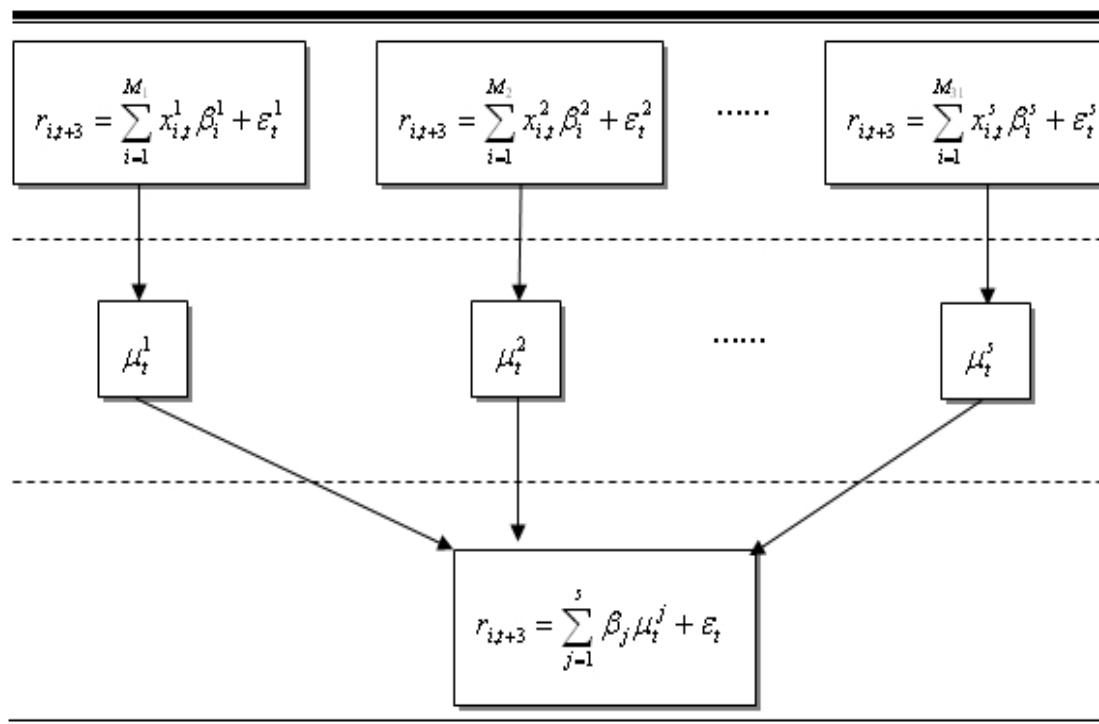 r_{i,t+3} = \sum_{i=1}^{M_1} x_{i,t}^1 \beta_i^1 + \varepsilon_t^1
r_{i,t+3} = \sum_{i=1}^{M_2} x_{i,t}^2 \beta_i^2 + \varepsilon_t^2
......
r_{i,t+3} = \sum_{i=1}^{M_{31}} x_{i,t}^s \beta_i^s + \varepsilon_t^s
\mu_t^1
\mu_t^2
......
\mu_t^s
r_{i,t+3} = \sum_{j=1}^{s} \beta_j \mu_t^j + \varepsilon_t